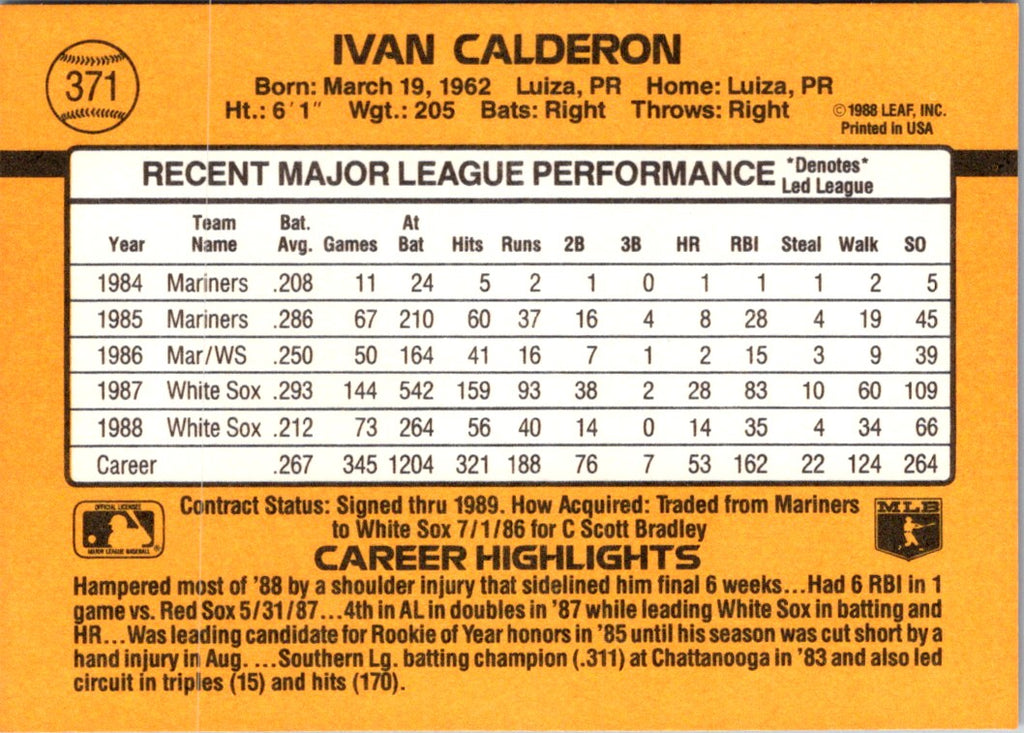 IVAN CALDERON
371
Born: March 19, 1962 Luiza, PR Home: Luiza, PR
Ht.: 6'1" Wgt.: 205 Bats: Right Throws: Right
©1988 LEAF, INC.
Printed in USA
RECENT MAJOR LEAGUE PERFORMANCE *Denotes* Led League
Year Team Name Bat. Avg. Games At Bat Hits Runs 2B 3B HR RBI Steal Walk SO
1984 Mariners .208 11 24 5 2 1 0 1 1 1 2 5
1985 Mariners .286 67 210 60 37 16 4 8 28 4 19 45
1986 Mar/WS .250 50 164 41 16 7 1 2 15 3 9 39
1987 White Sox .293 144 542 159 93 38 2 28 83 10 60 109
1988 White Sox .212 73 264 56 40 14 0 14 35 4 34 66
Career .267 345 1204 321 188 76 7 53 162 22 124 264
Contract Status: Signed thru 1989. How Acquired: Traded from Mariners
to White Sox 7/1/86 for C Scott Bradley
OFFICIAL LICENSEE
MAJOR LEAGUE BASEBALL
®
MLB
CAREER HIGHLIGHTS
Hampered most of '88 by a shoulder injury that sidelined him final 6 weeks...Had 6 RBI in 1
game vs. Red Sox 5/31/87...4th in AL in doubles in '87 while leading White Sox in batting and
HR...Was leading candidate for Rookie of Year honors in '85 until his season was cut short by a
hand injury in Aug. ...Southern Lg. batting champion (.311) at Chattanooga in '83 and also led
circuit in triples (15) and hits (170).